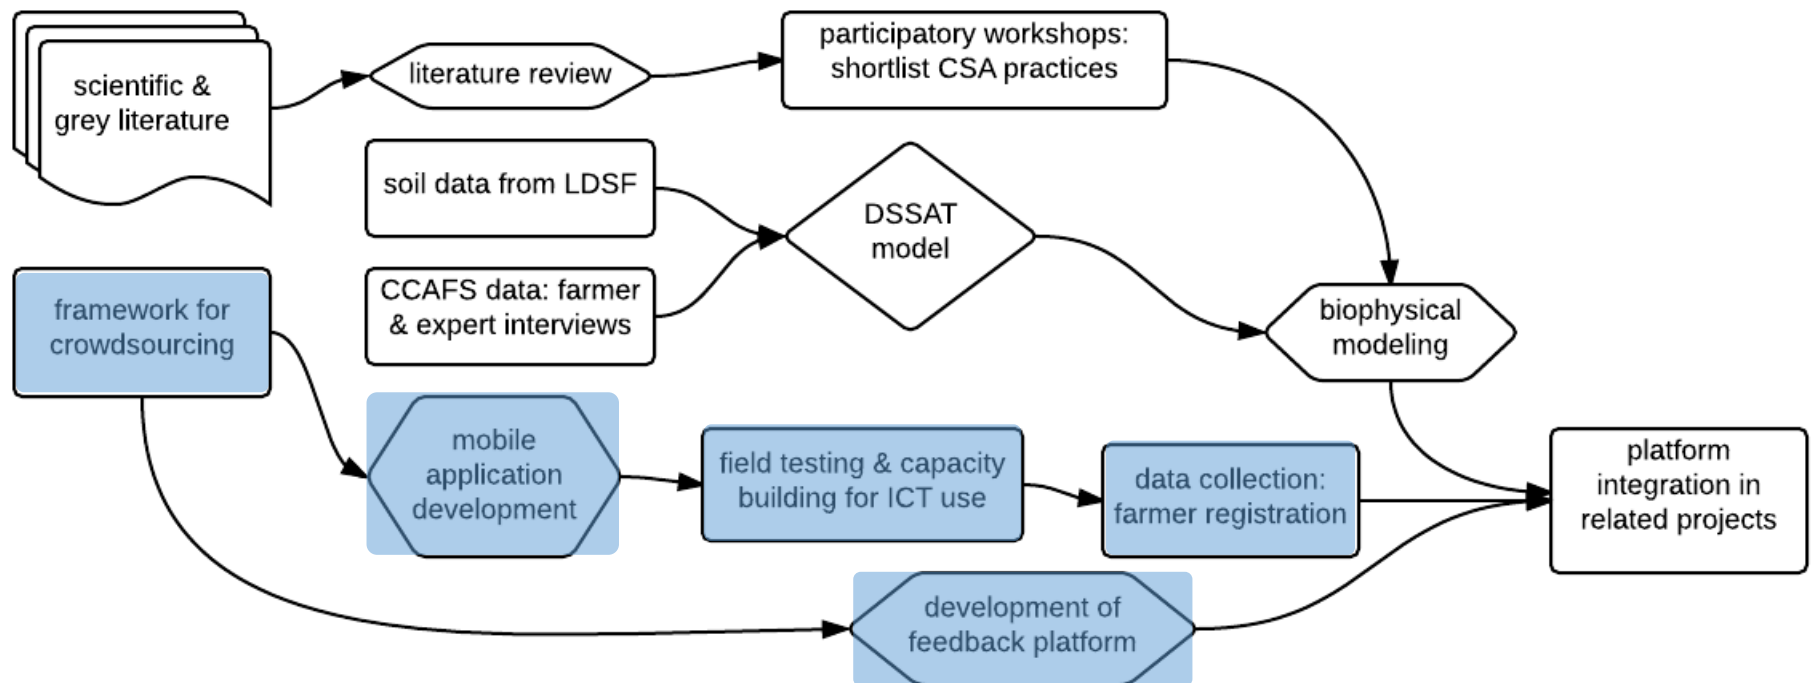 scientific &
grey literature
literature review
participatory workshops:
shortlist CSA practices
soil data from LDSF
CCAFS data: farmer
& expert interviews
DSSAT
model
biophysical
modeling
framework for
crowdsourcing
mobile
application
development
field testing & capacity
building for ICT use
data collection:
farmer registration
platform
integration in
related projects
development of
feedback platform